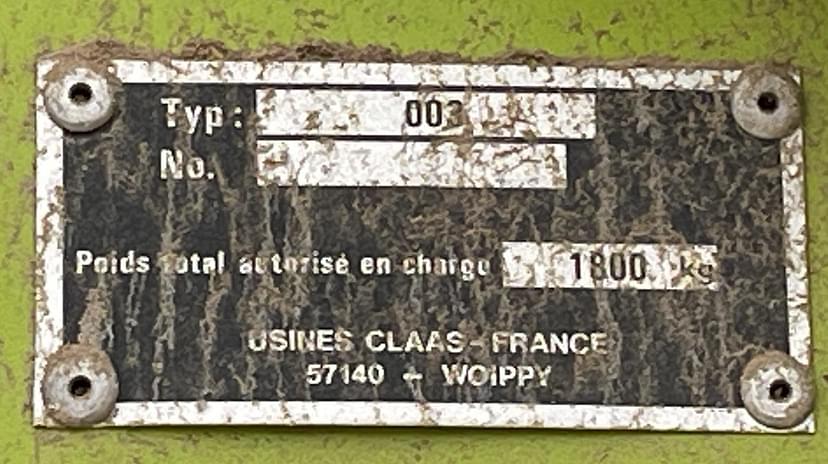 Typ: 003
No.
Poids total autorisé en charge 1800 kg
USINES CLAAS - FRANCE
57140 - WOIPPY